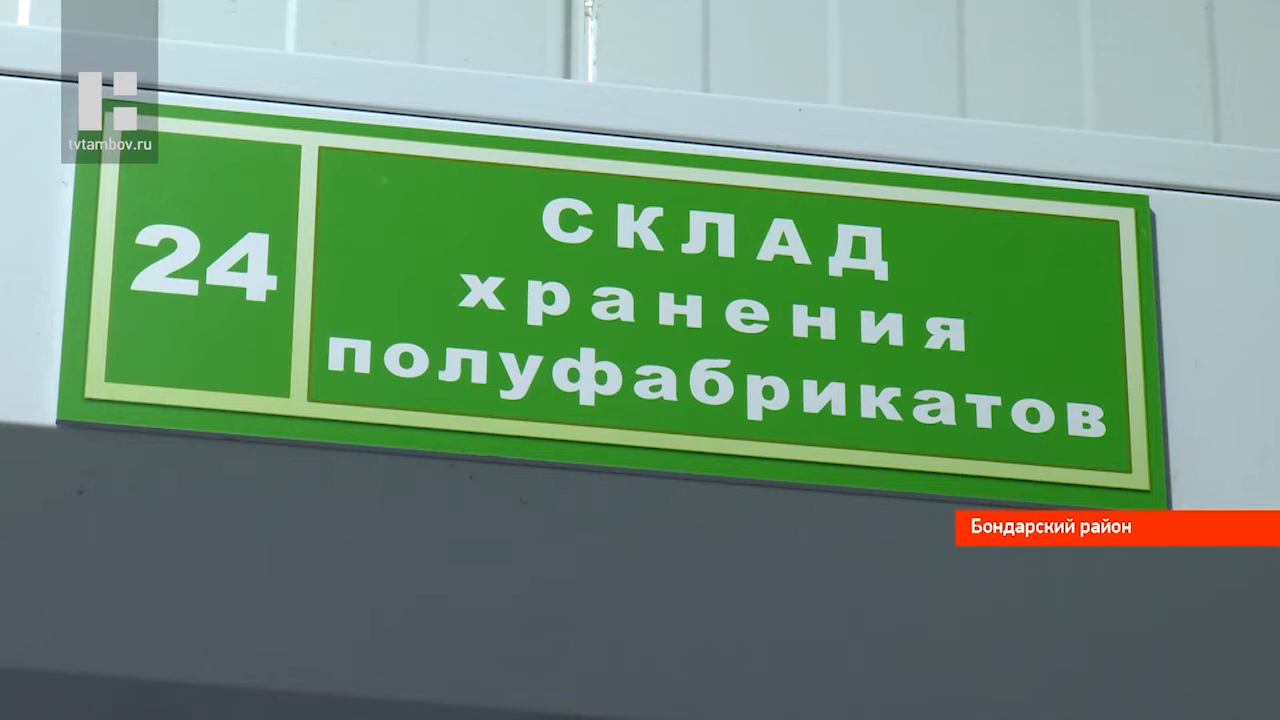 tvtambov.ru
24
СКЛАД
хранения
полуфабрикатов
Бондарский район